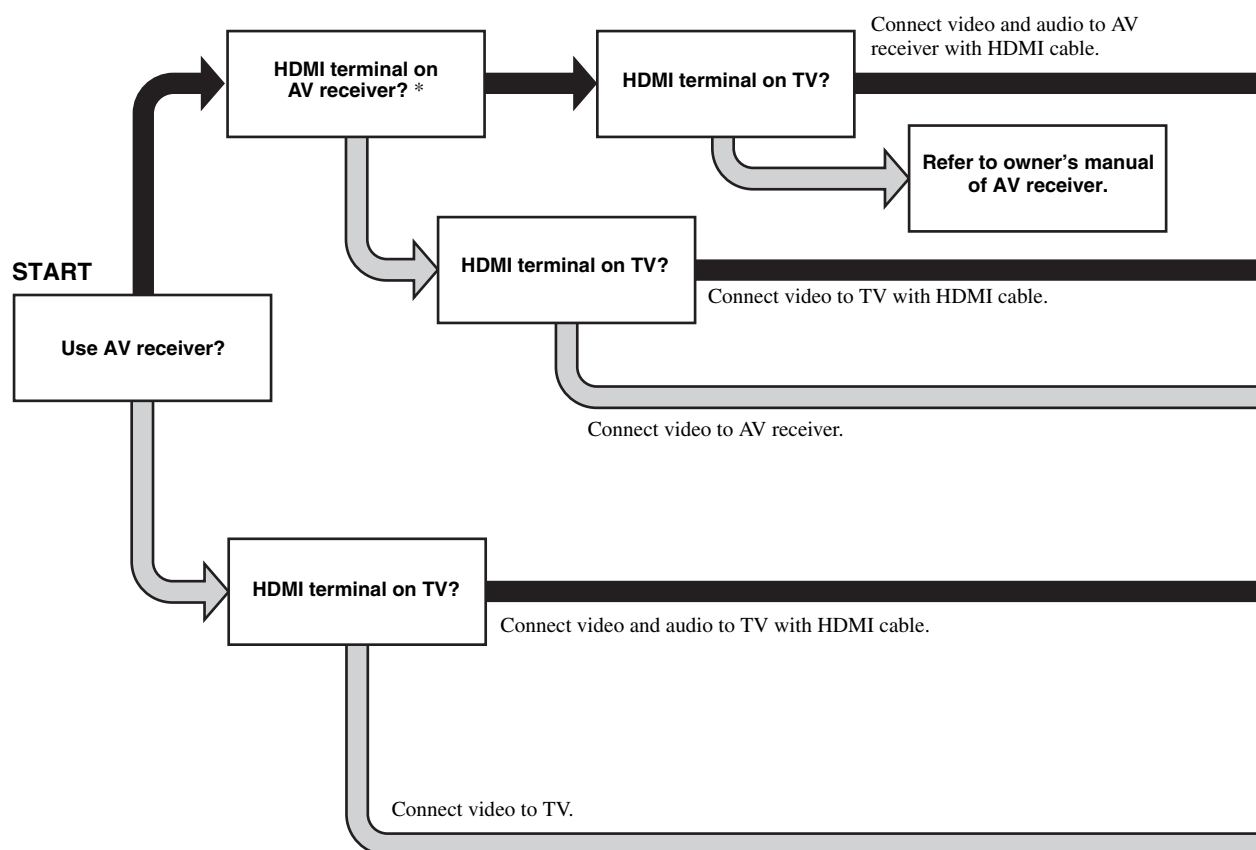 Connect video and audio to AV
receiver with HDMI cable.
HDMI terminal on
AV receiver? *
HDMI terminal on TV?
Refer to owner's manual
of AV receiver.
HDMI terminal on TV?
Connect video to TV with HDMI cable.
START
Use AV receiver?
Connect video to AV receiver.
HDMI terminal on TV?
Connect video and audio to TV with HDMI cable.
Connect video to TV.